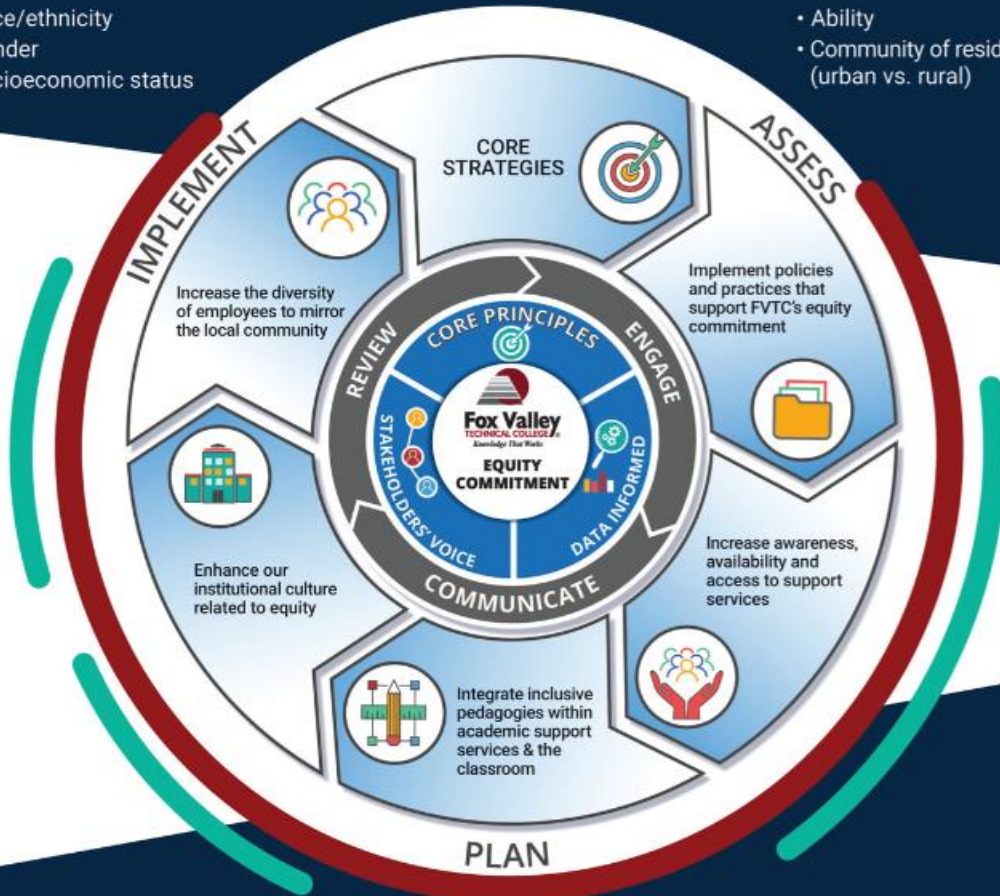 ce/ethnicity
nder
cioeconomic status
• Ability
• Community of resid
(urban vs. rural)
IMPLEMENT
ASSESS
PLAN
CORE
STRATEGIES
Implement policies
and practices that
support FVTC's equity
commitment
Increase awareness,
availability and
access to support
services
Integrate inclusive
pedagogies within
academic support
services & the
classroom
Enhance our
institutional culture
related to equity
Increase the diversity
of employees to mirror
the local community
REVIEW
ENGAGE
COMMUNICATE
CORE PRINCIPLES
DATA INFORMED
STAKEHOLDERS' VOICE
Fox Valley
TECHNICAL COLLEGE®
Knowledge That Works
EQUITY
COMMITMENT